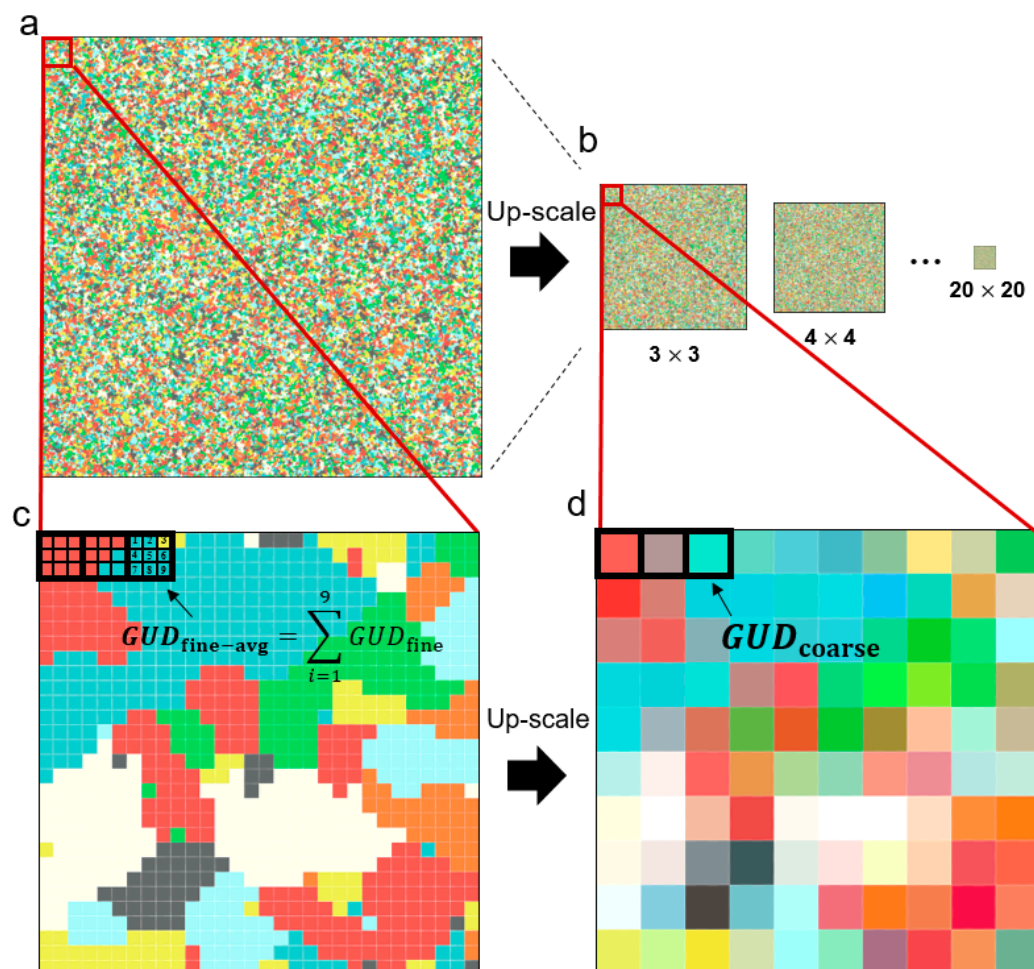 a
b
Up-scale
...
20 × 20
4 × 4
3 × 3
c
d
1 2 3
4 5 6
7 8 9
GUD_fine−avg = ∑_{i=1}^{9} GUD_fine
GUD_coarse
Up-scale